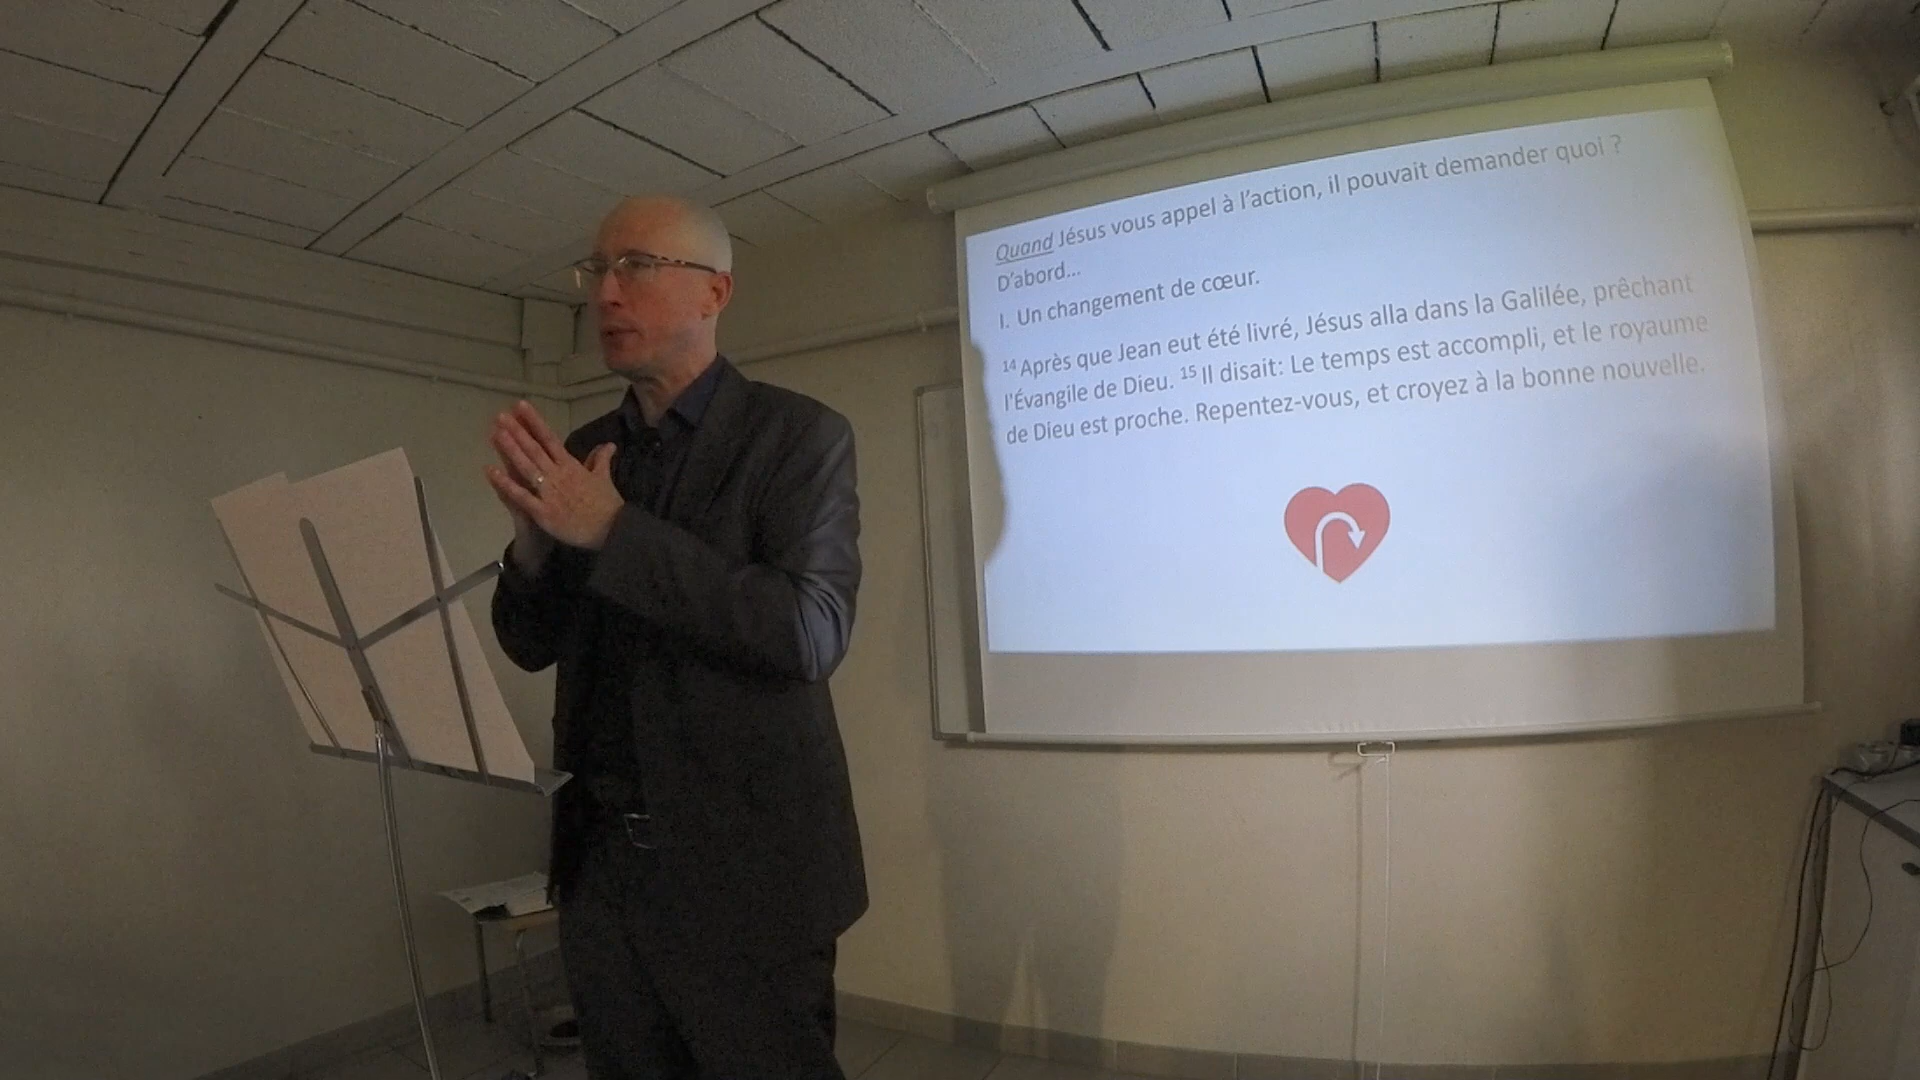 Quand Jésus vous appel à l’action, il pouvait demander quoi ?
D’abord…
I. Un changement de cœur.
¹⁴ Après que Jean eut été livré, Jésus alla dans la Galilée, prêchant
l'Évangile de Dieu. ¹⁵ Il disait: Le temps est accompli, et le royaume
de Dieu est proche. Repentez-vous, et croyez à la bonne nouvelle.